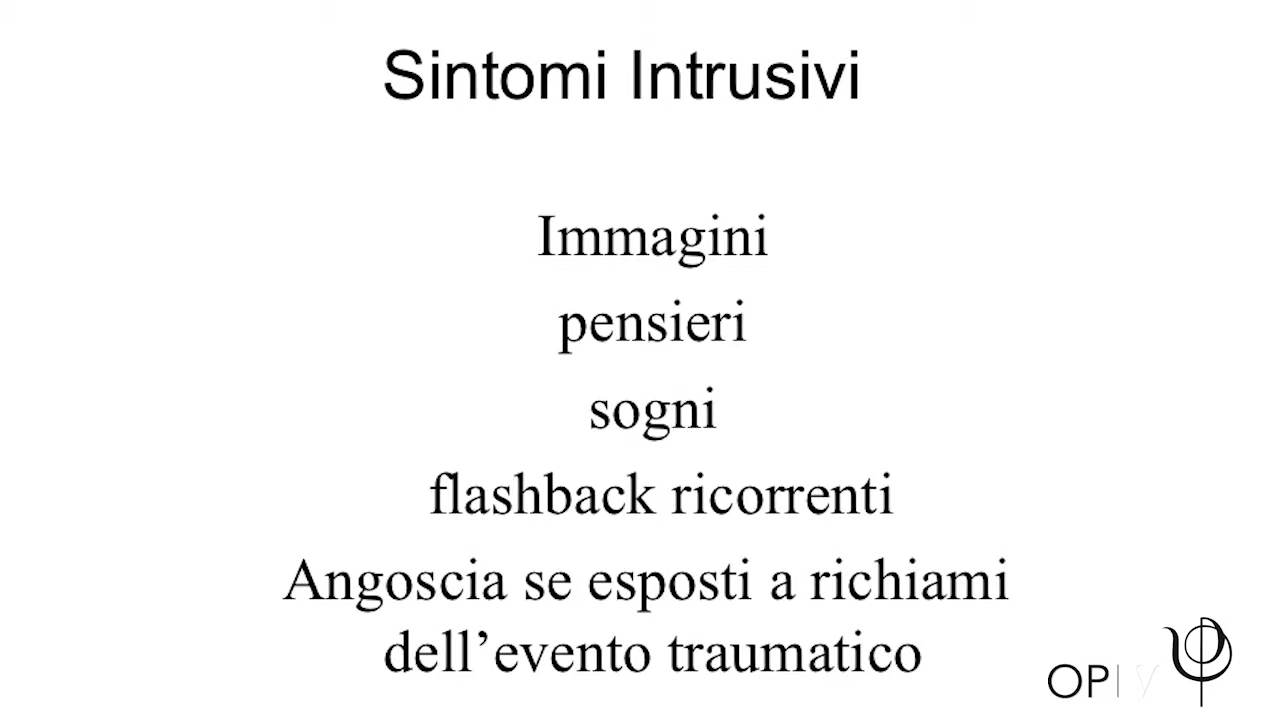 Sintomi Intrusivi
Immagini
pensieri
sogni
flashback ricorrenti
Angoscia se esposti a richiami
dell’evento traumatico